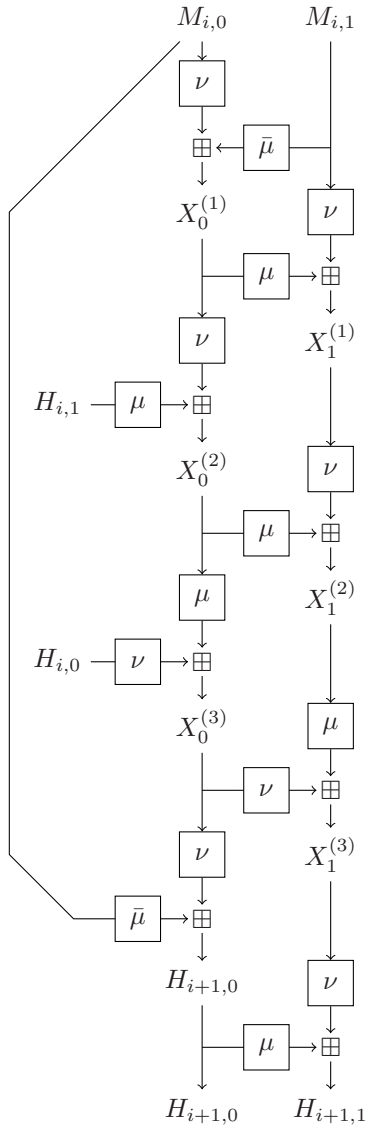 M_{i,0} M_{i,1}
ν
μ̄
X_0^{(1)} ν
μ
ν X_1^{(1)}
H_{i,1} μ
X_0^{(2)} ν
μ
μ X_1^{(2)}
H_{i,0} ν
X_0^{(3)} μ
ν
ν X_1^{(3)}
μ̄
H_{i+1,0} ν
μ
H_{i+1,0} H_{i+1,1}